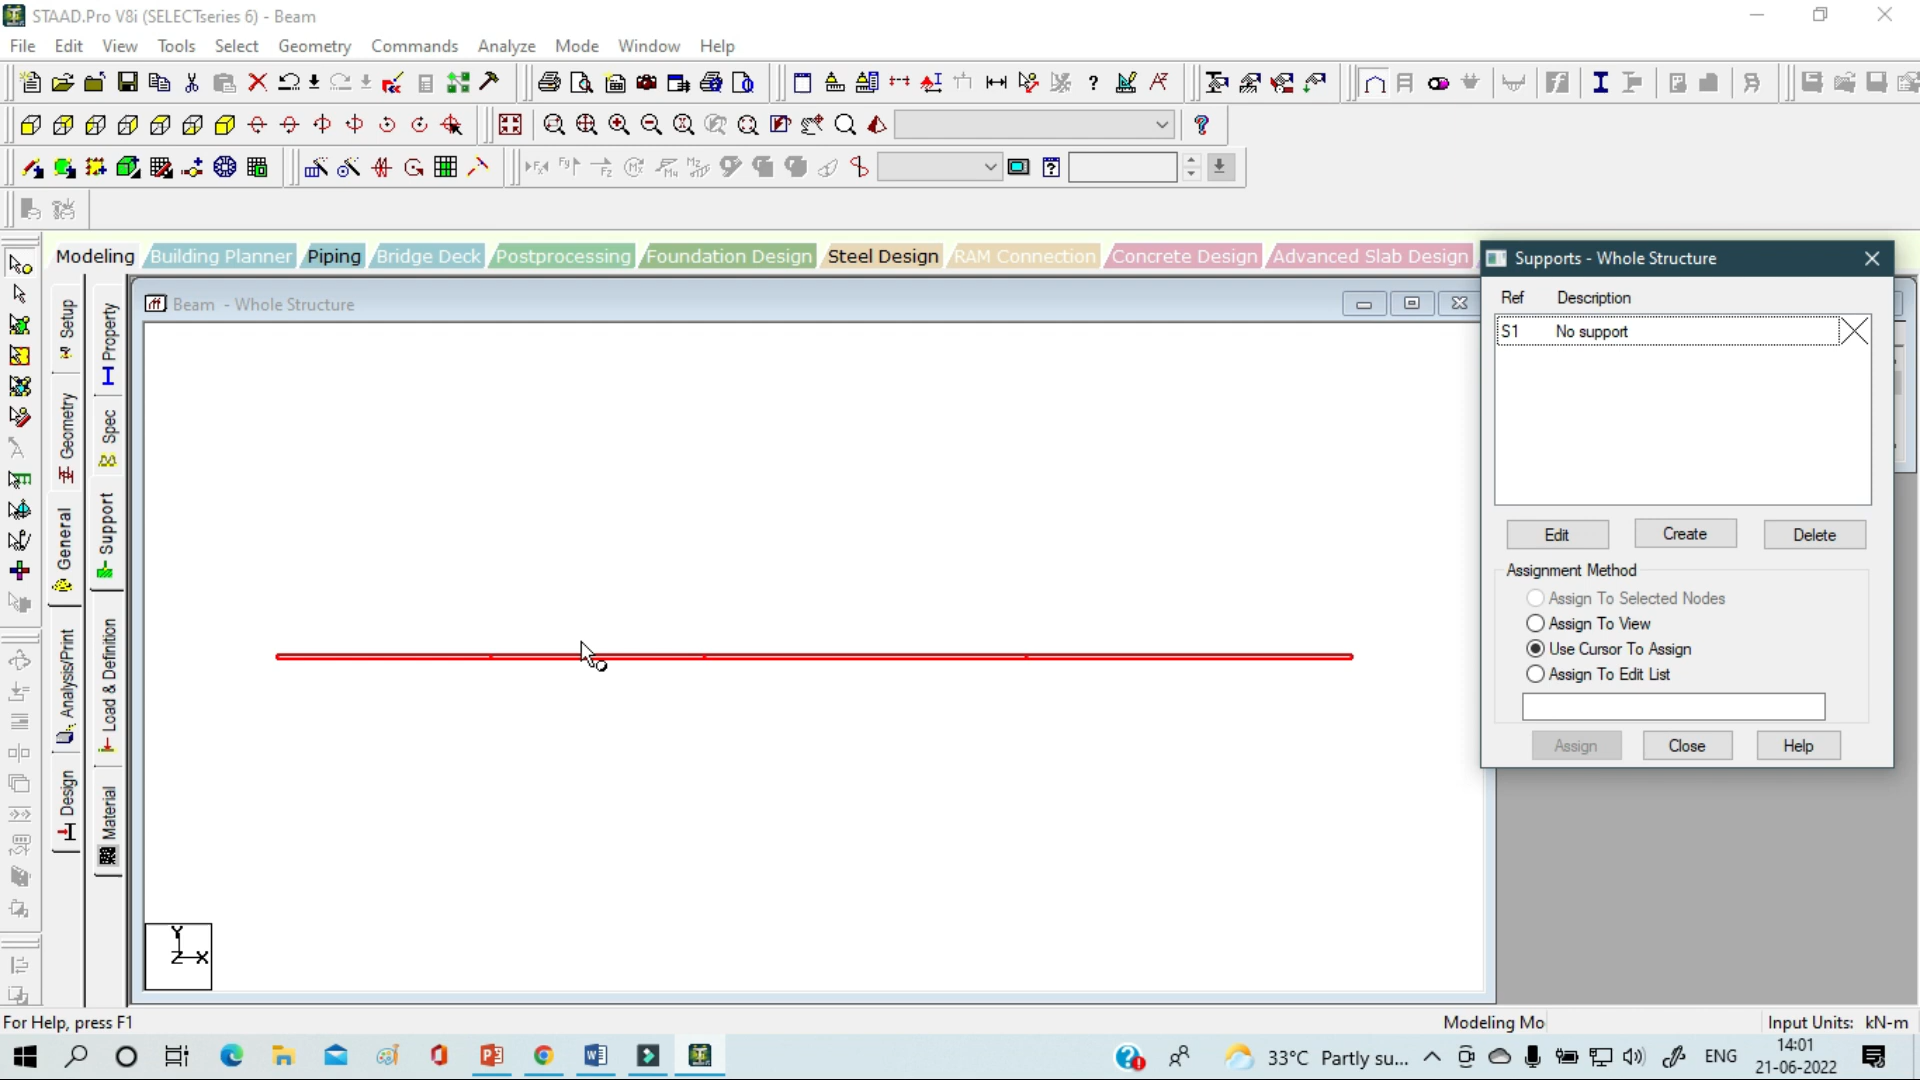 STAAD.Pro V8i (SELECTseries 6) - Beam
File Edit View Tools Select Geometry Commands Analyze Mode Window Help
Modeling Building Planner Piping Bridge Deck Postprocessing Foundation Design Steel Design RAM Connection Concrete Design Advanced Slab Design
Setup
Geometry
General
Analysis/Print
Design
Property
Spec
Support
Load & Definition
Material
Beam - Whole Structure
Y
Z X
Supports - Whole Structure
Ref Description
S1 No support
Edit Create Delete
Assignment Method
Assign To Selected Nodes
Assign To View
Use Cursor To Assign
Assign To Edit List
Assign Close Help
For Help, press F1
Modeling Mo
Input Units: kN-m
33°C Partly su...
ENG
14:01
21-06-2022